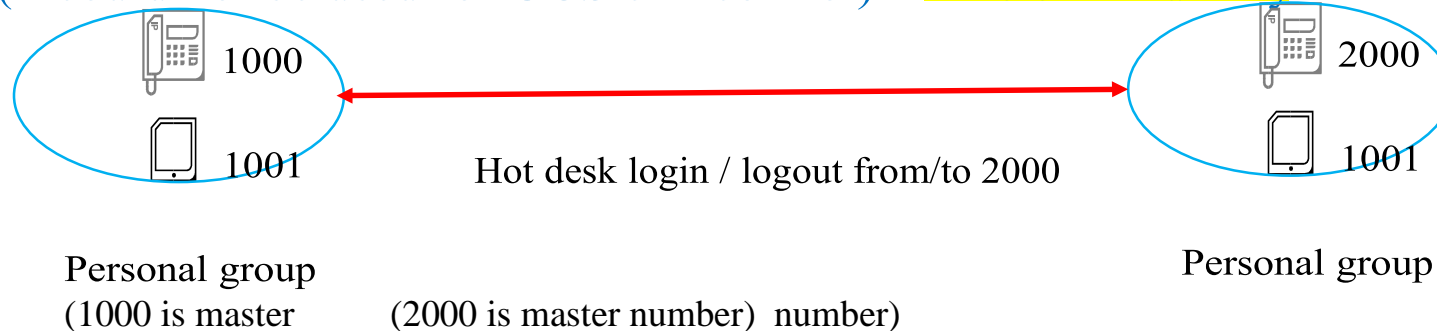 1000
2000
1001
Hot desk login / logout from/to 2000
1001
Personal group
Personal group
(1000 is master (2000 is master number) number)